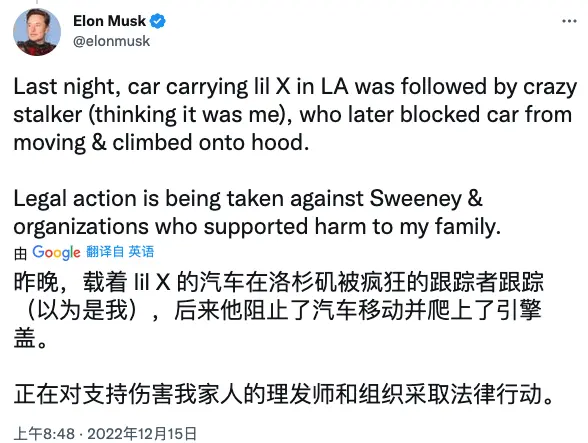 Elon Musk
@elonmusk
Last night, car carrying lil X in LA was followed by crazy
stalker (thinking it was me), who later blocked car from
moving & climbed onto hood.
Legal action is being taken against Sweeney &
organizations who supported harm to my family.
由 Google 翻译自 英语
昨晚，载着 lil X 的汽车在洛杉矶被疯狂的跟踪者跟踪
（以为是我），后来他阻止了汽车移动并爬上了引擎
盖。
正在对支持伤害我家人的理发师和组织采取法律行动。
上午8:48 · 2022年12月15日